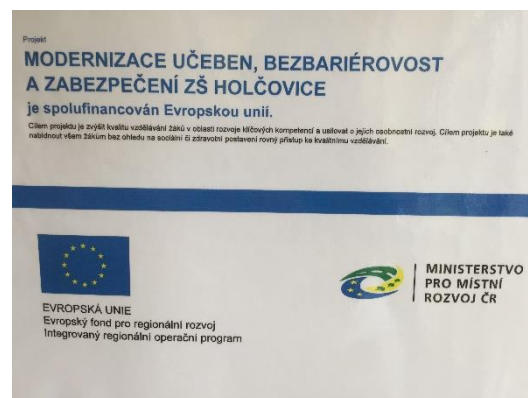 Projekt
MODERNIZACE UČEBEN, BEZBARIÉROVOST
A ZABEZPEČENÍ ZŠ HOLČOVICE
je spolufinancován Evropskou unií.
Cílem projektu je zvýšit kvalitu vzdělávání žáků v oblasti rozvoje klíčových kompetencí a usilovat o jejich osobnostní rozvoj. Cílem projektu je také
nabídnout všem žákům bez ohledu na sociální či zdravotní postavení rovný přístup ke kvalitnímu vzdělávání.
EVROPSKÁ UNIE
Evropský fond pro regionální rozvoj
Integrovaný regionální operační program
MINISTERSTVO
PRO MÍSTNÍ
ROZVOJ ČR